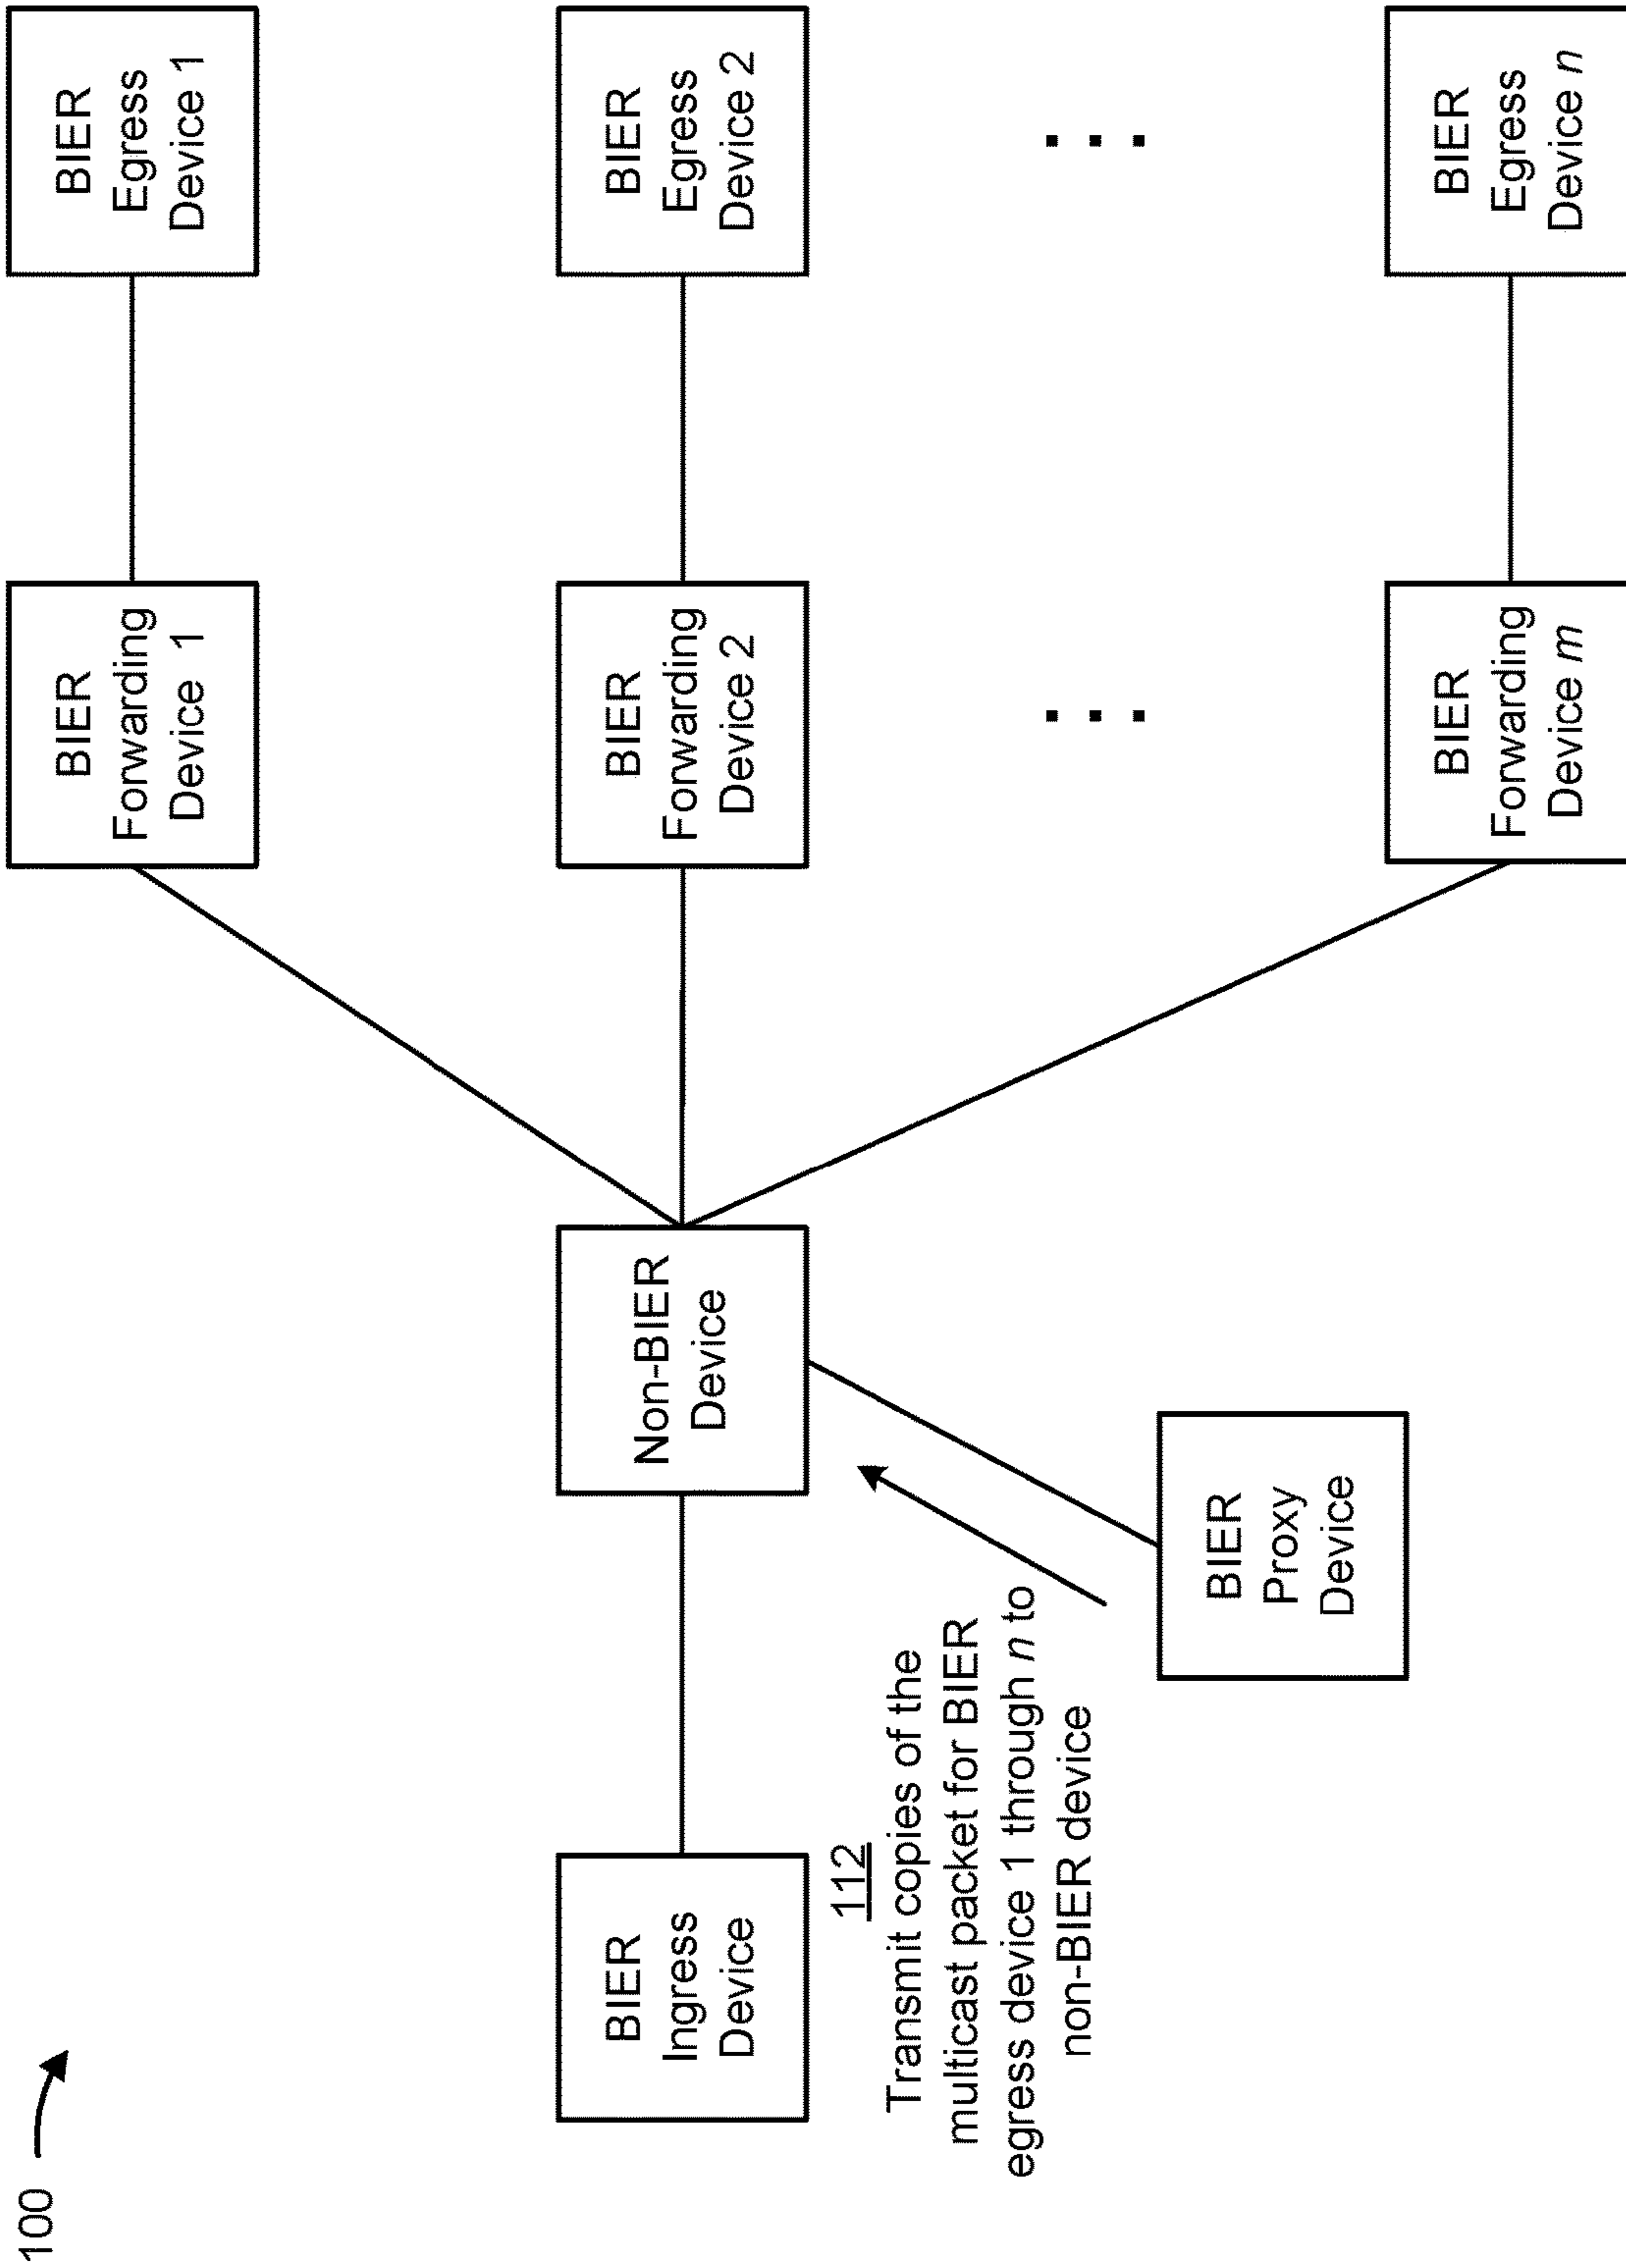 100
BIER
Ingress
Device
112
Transmit copies of the
multicast packet for BIER
egress device 1 through n to
non-BIER device
Non-BIER
Device
BIER
Proxy
Device
BIER
Forwarding
Device 1
BIER
Forwarding
Device 2
. . .
BIER
Forwarding
Device m
BIER
Egress
Device 1
BIER
Egress
Device 2
. . .
BIER
Egress
Device n